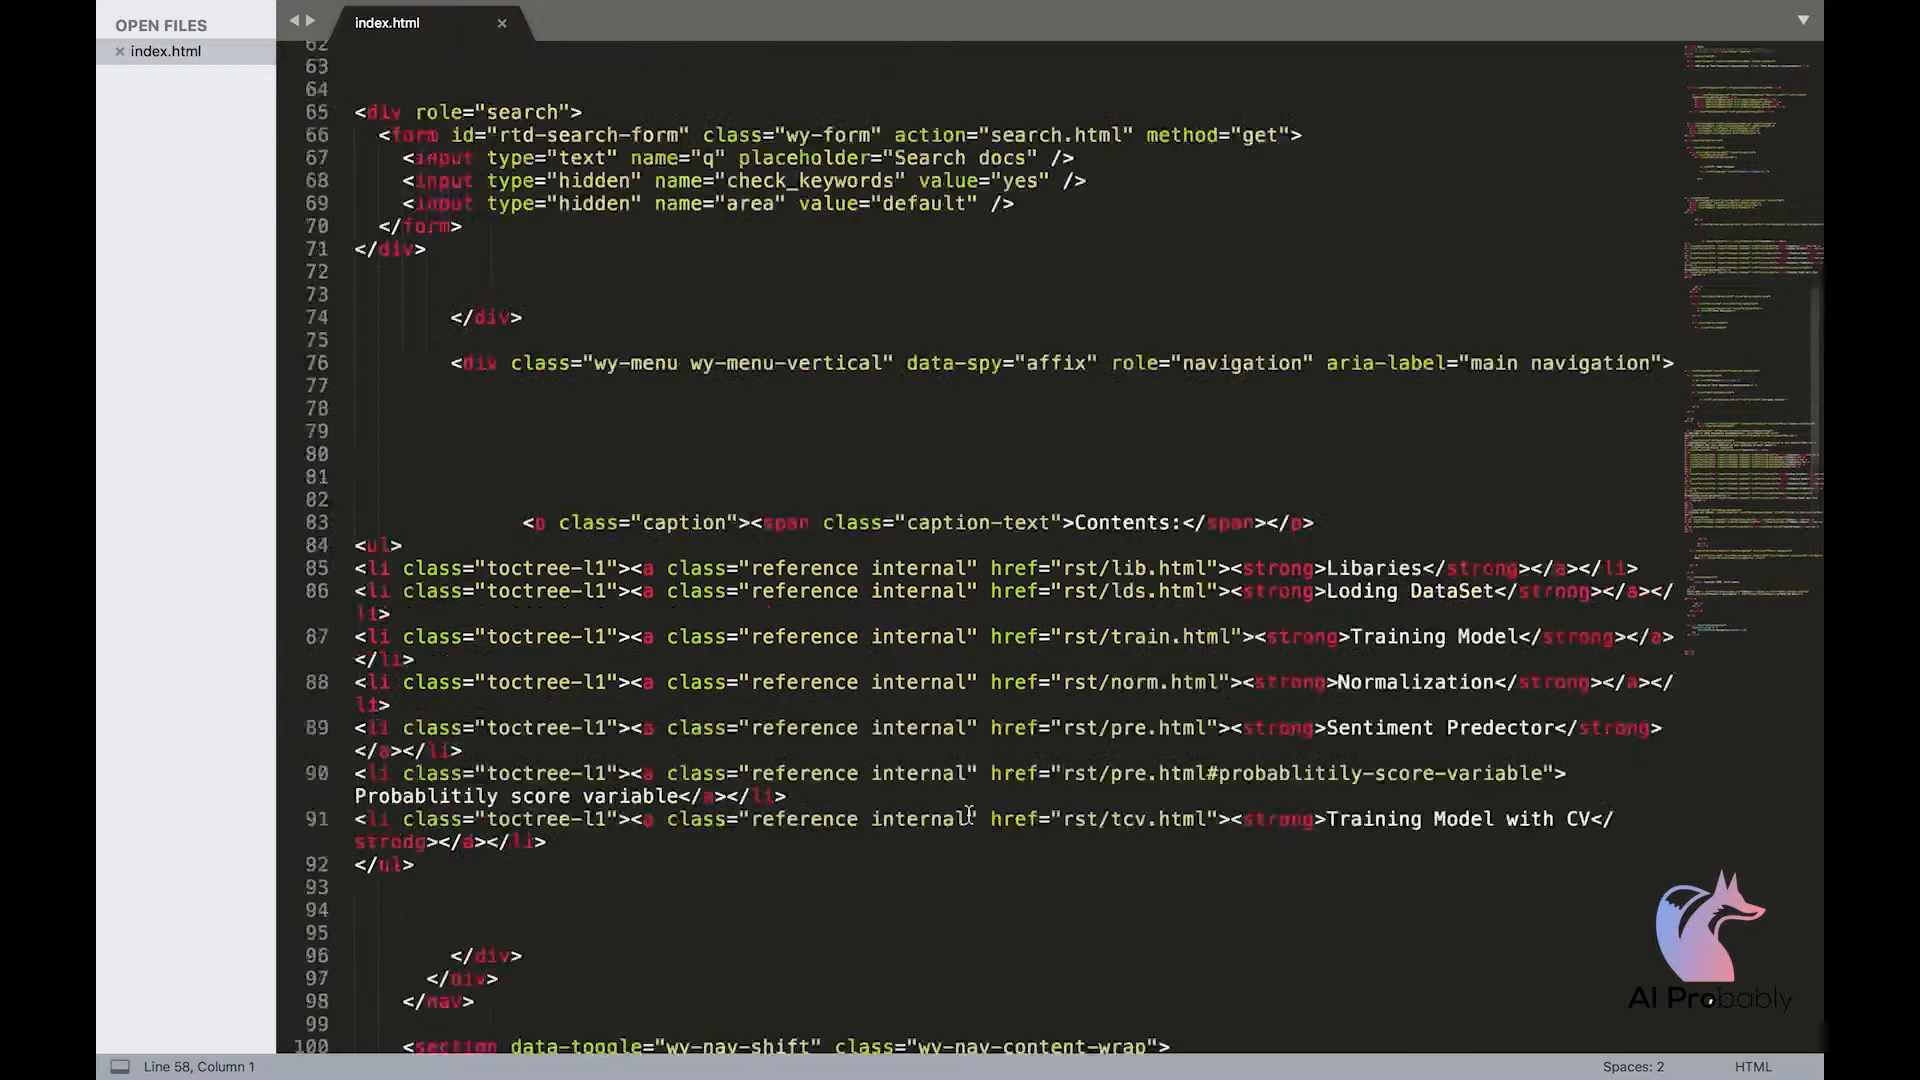 OPEN FILES
index.html
index.html
62
63
64
65 <div role="search">
66 <form id="rtd-search-form" class="wy-form" action="search.html" method="get">
67 <input type="text" name="q" placeholder="Search docs" />
68 <input type="hidden" name="check_keywords" value="yes" />
69 <input type="hidden" name="area" value="default" />
70 </form>
71 </div>
72
73
74 </div>
75
76 <div class="wy-menu wy-menu-vertical" data-spy="affix" role="navigation" aria-label="main navigation">
77
78
79
80
81
82
83 <p class="caption"><span class="caption-text">Contents:</span></p>
84 <ul>
85 <li class="toctree-l1"><a class="reference internal" href="rst/lib.html"><strong>Libaries</strong></a></li>
86 <li class="toctree-l1"><a class="reference internal" href="rst/lds.html"><strong>Loding DataSet</strong></a></
li>
87 <li class="toctree-l1"><a class="reference internal" href="rst/train.html"><strong>Training Model</strong></a>
</li>
88 <li class="toctree-l1"><a class="reference internal" href="rst/norm.html"><strong>Normalization</strong></a></
li>
89 <li class="toctree-l1"><a class="reference internal" href="rst/pre.html"><strong>Sentiment Predector</strong>
</a></li>
90 <li class="toctree-l1"><a class="reference internal" href="rst/pre.html#probablitily-score-variable">
Probablitily score variable</a></li>
91 <li class="toctree-l1"><a class="reference internal" href="rst/tcv.html"><strong>Training Model with CV</
strong></a></li>
92 </ul>
93
94
95
96 </div>
97 </div>
98 </nav>
99
100 <section data-toggle="wy-nav-shift" class="wy-nav-content-wrap">
AI Probably
Line 58, Column 1
Spaces: 2
HTML